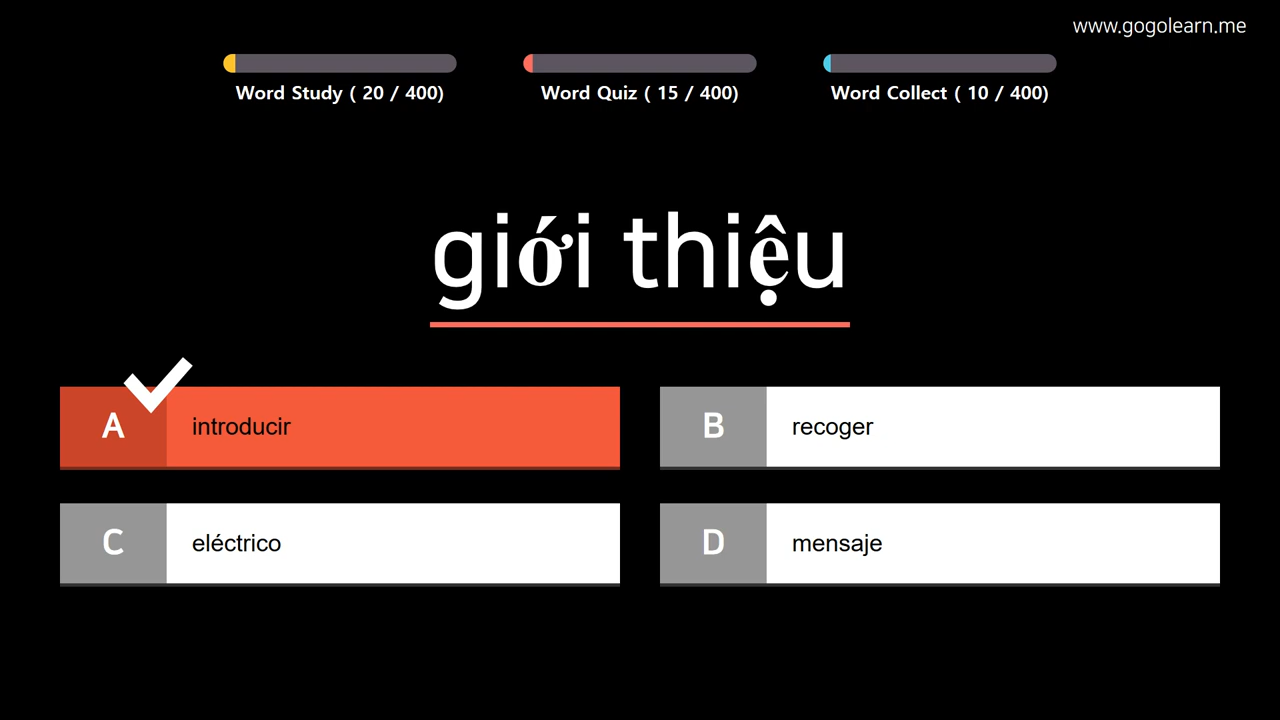 www.gogolearn.me
Word Study ( 20 / 400)
Word Quiz ( 15 / 400)
Word Collect ( 10 / 400)
giới thiệu
A introducir
B recoger
C eléctrico
D mensaje